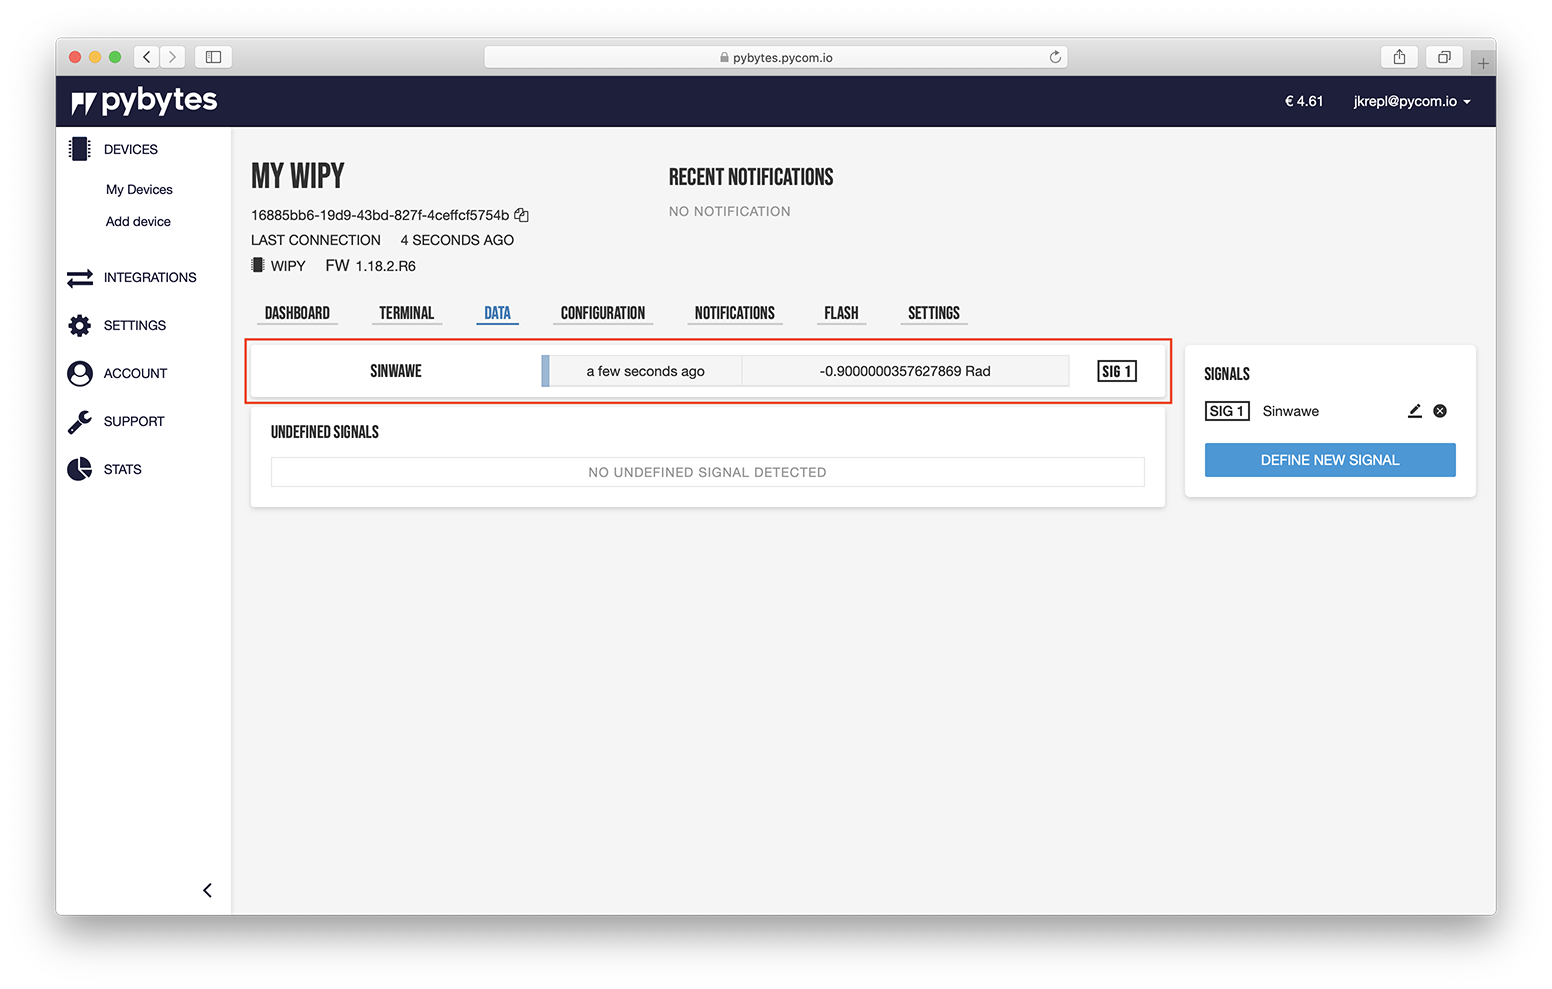 pybytes.pycom.io
pybytes
€ 4.61
jkrepl@pycom.io
DEVICES
My Devices
Add device
INTEGRATIONS
SETTINGS
ACCOUNT
SUPPORT
STATS
MY WIPY
16885bb6-19d9-43bd-827f-4ceffcf5754b
LAST CONNECTION 4 SECONDS AGO
WIPY FW 1.18.2.R6
RECENT NOTIFICATIONS
NO NOTIFICATION
DASHBOARD TERMINAL DATA CONFIGURATION NOTIFICATIONS FLASH SETTINGS
SINWAWE a few seconds ago -0.9000000357627869 Rad SIG 1
UNDEFINED SIGNALS
NO UNDEFINED SIGNAL DETECTED
SIGNALS
SIG 1 Sinwawe
DEFINE NEW SIGNAL